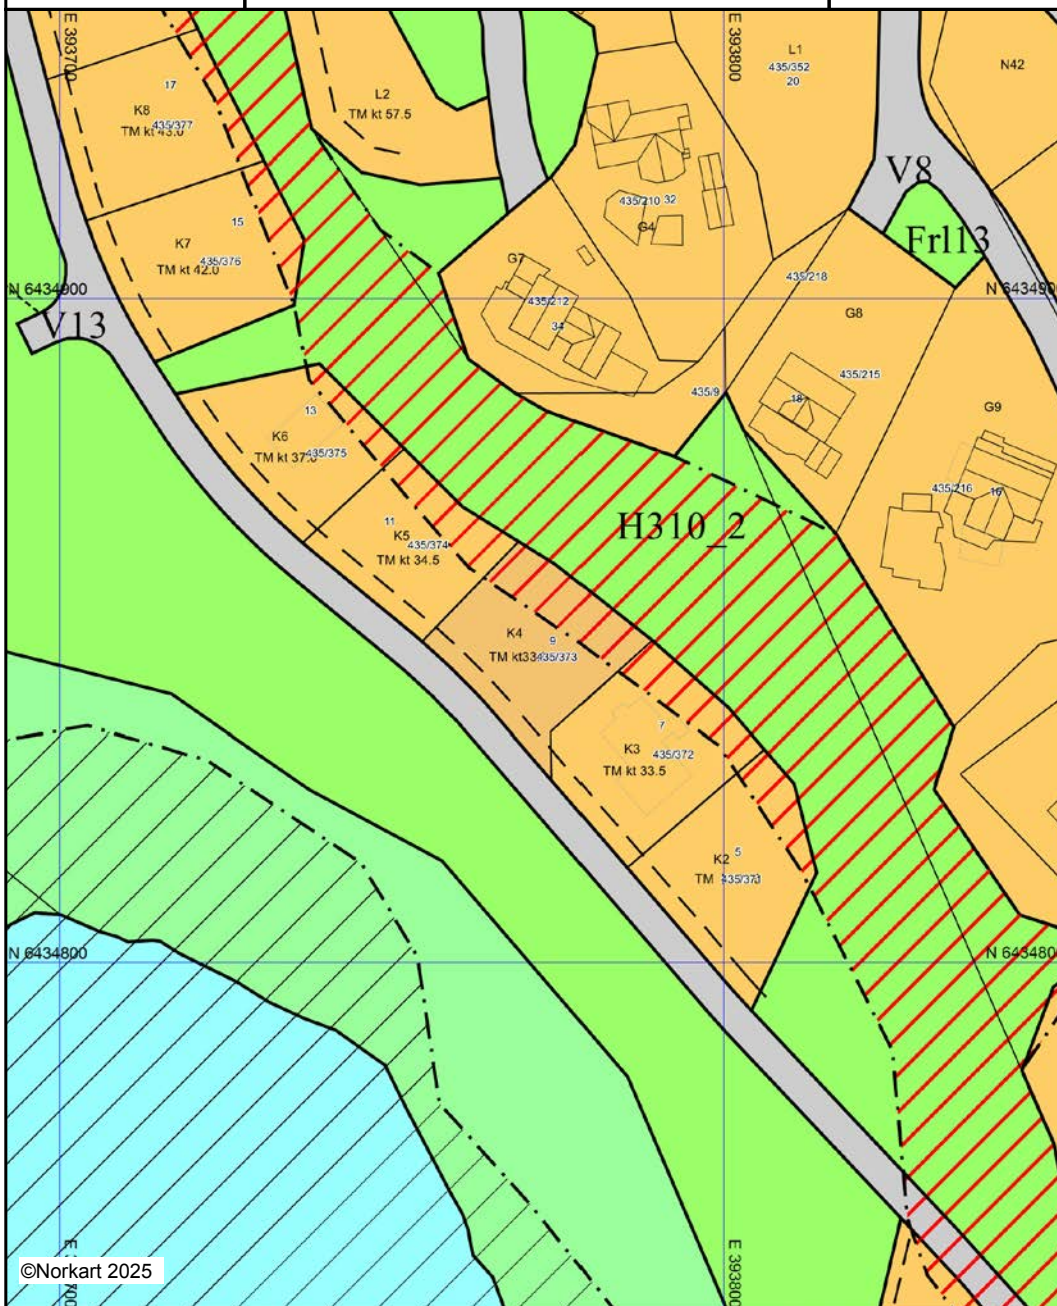 E 393700
E 393800
L1
435/352
20
N42
17
K8
435/377
TM kt 43.0
L2
TM kt 57.5
V8
15
K7
435/376
TM kt 42.0
435/210
32
G4
Frl13
G7
435/212
34
435/218
G8
N 6434900
N 6434900
V13
435/215
18
435/9
G9
13
K6
435/375
TM kt 37.0
435/216
16
11
K5
435/374
TM kt 34.5
H310_2
K4
9
TM kt33
435/373
7
K3
435/372
TM kt 33.5
5
K2
TM
435/371
N 6434800
N 6434800
E 393800
©Norkart 2025